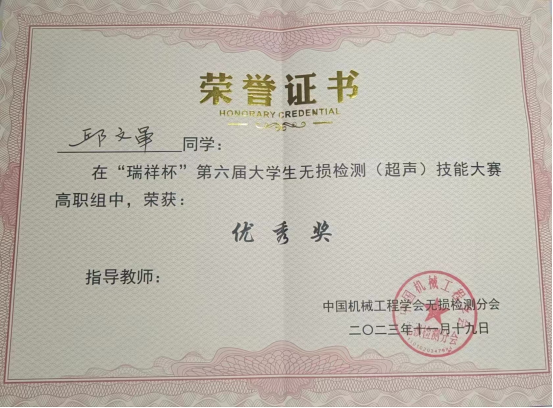 荣誉证书
HONORARY CREDENTIAL
邱文军同学：
在“瑞祥杯”第六届大学生无损检测（超声）技能大赛
高职组中，荣获：
优秀奖
指导教师：
中国机械工程学会无损检测分会
二〇二三年十一月十九日